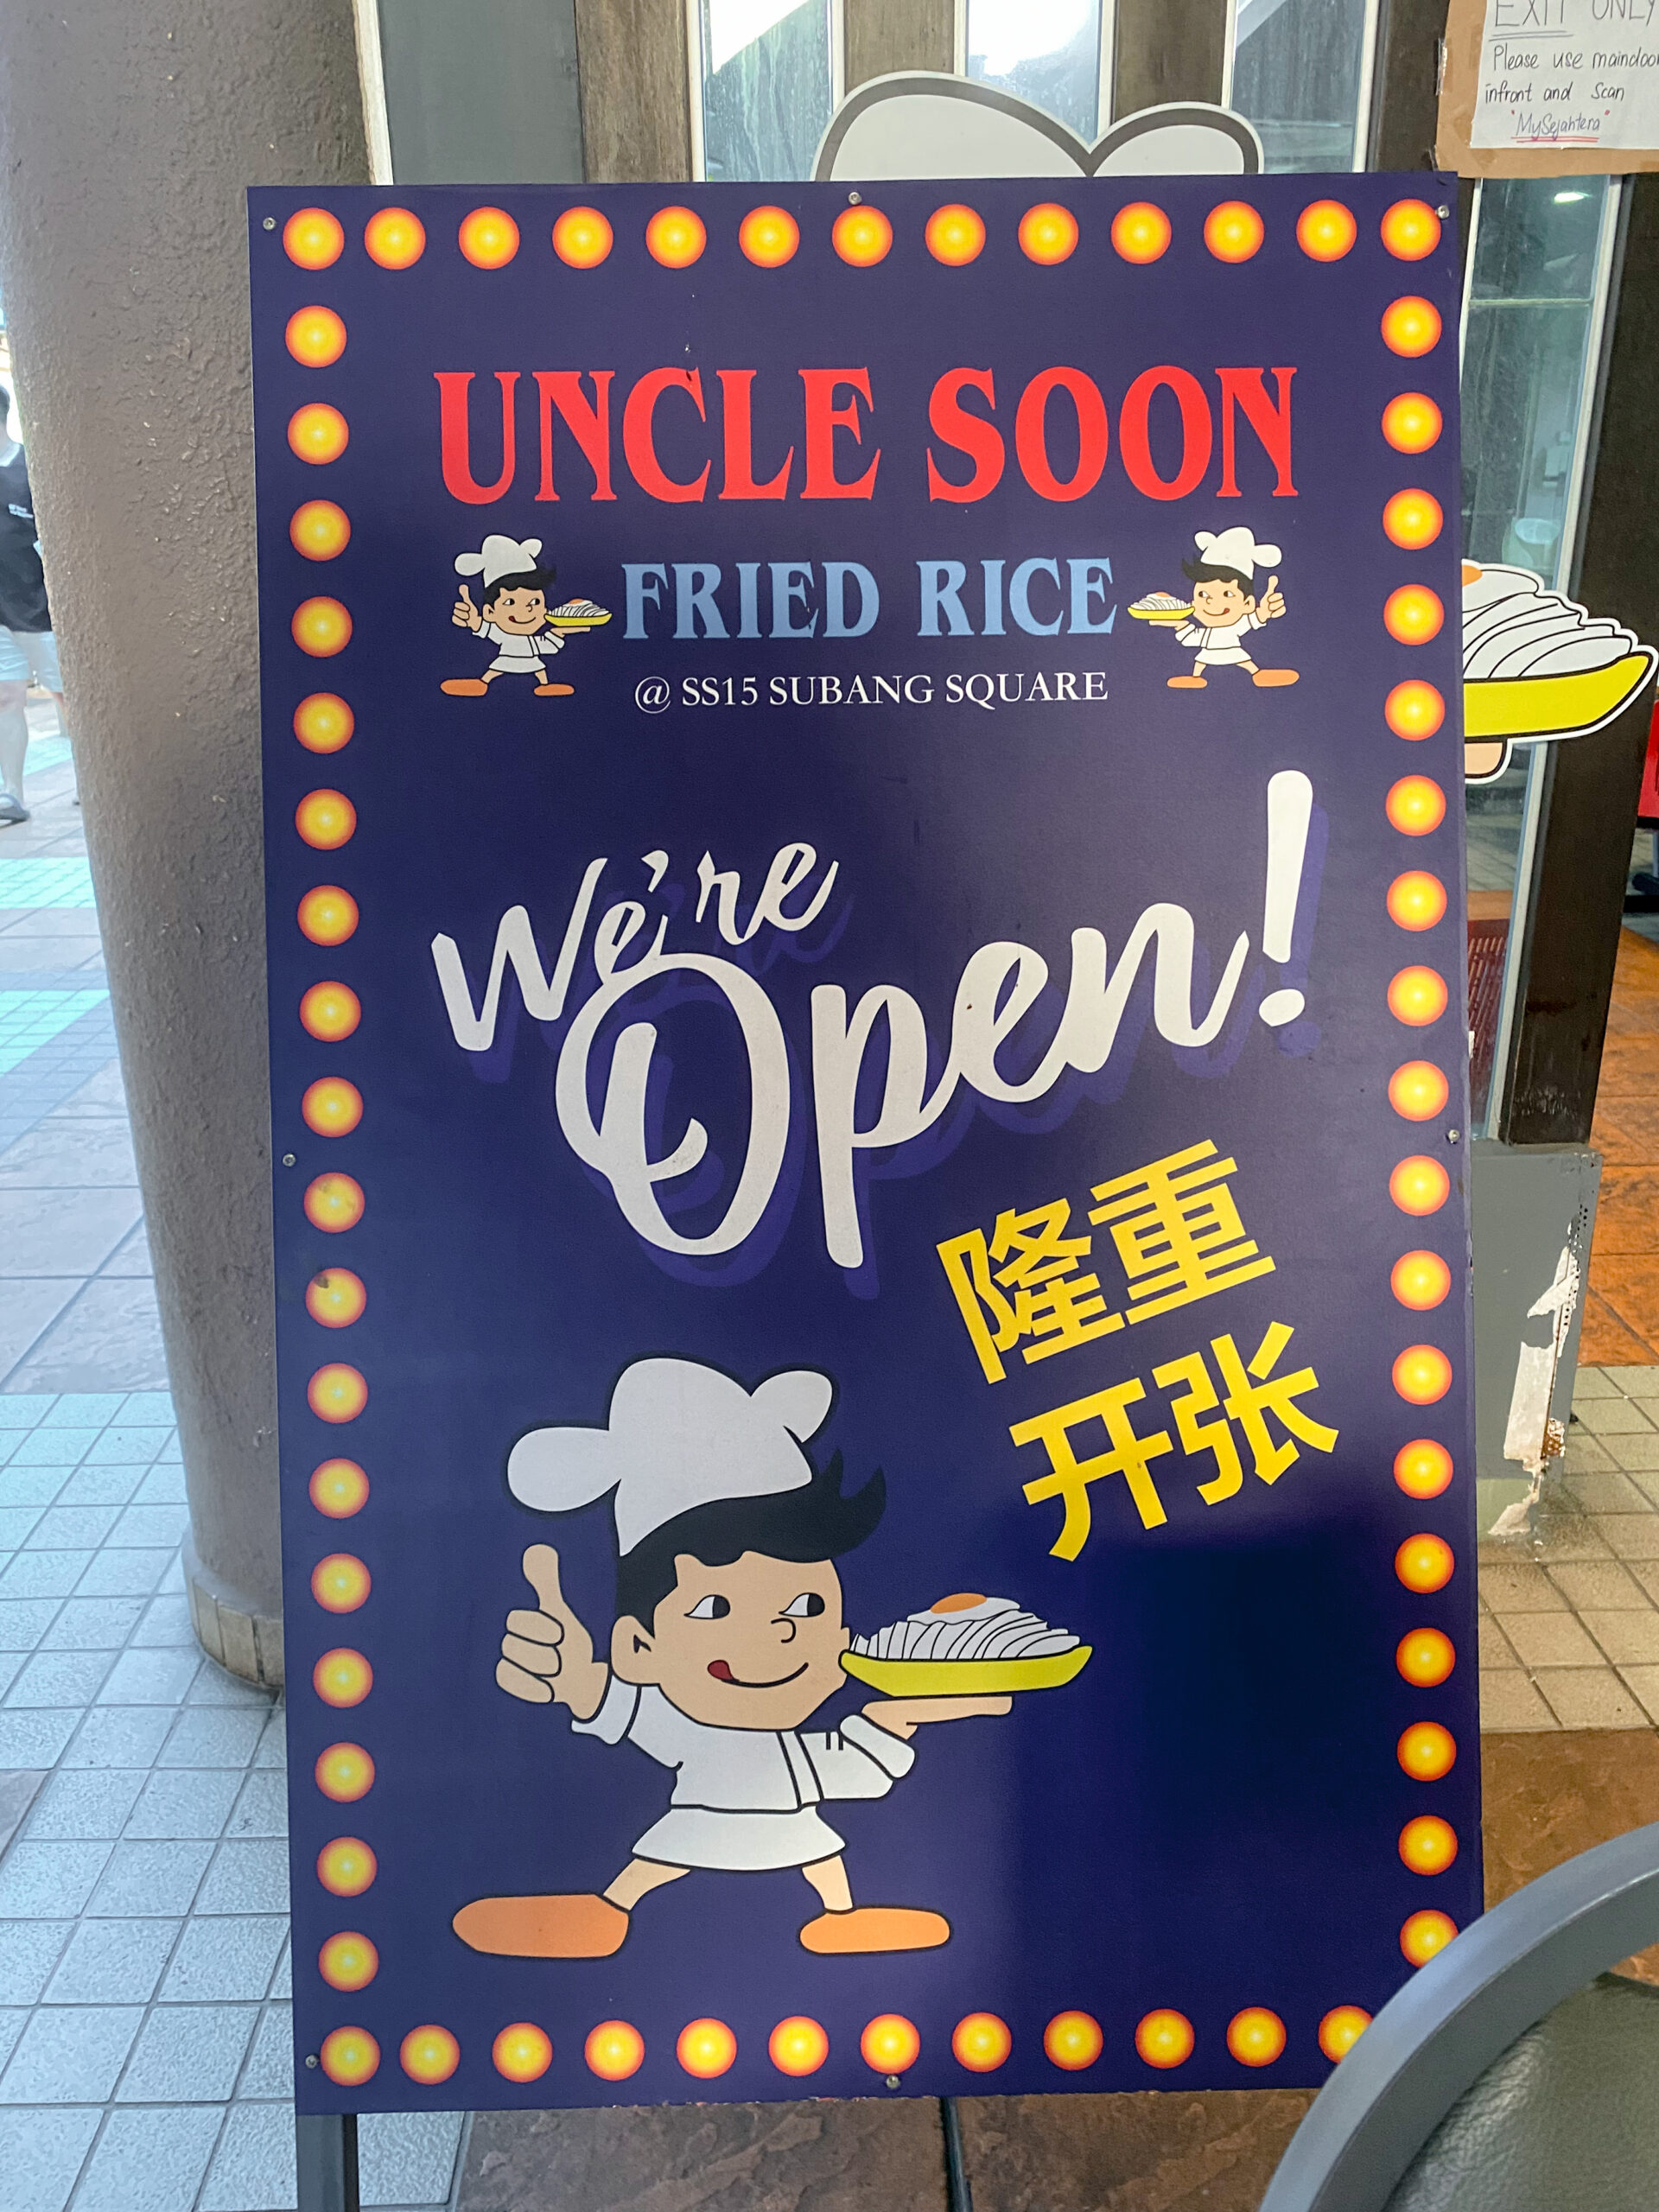 EXIT ONLY
Please use maindoor
infront and scan
"MySejahtera"
UNCLE SOON
FRIED RICE
@ SS15 SUBANG SQUARE
We're
Open!
隆重
开张